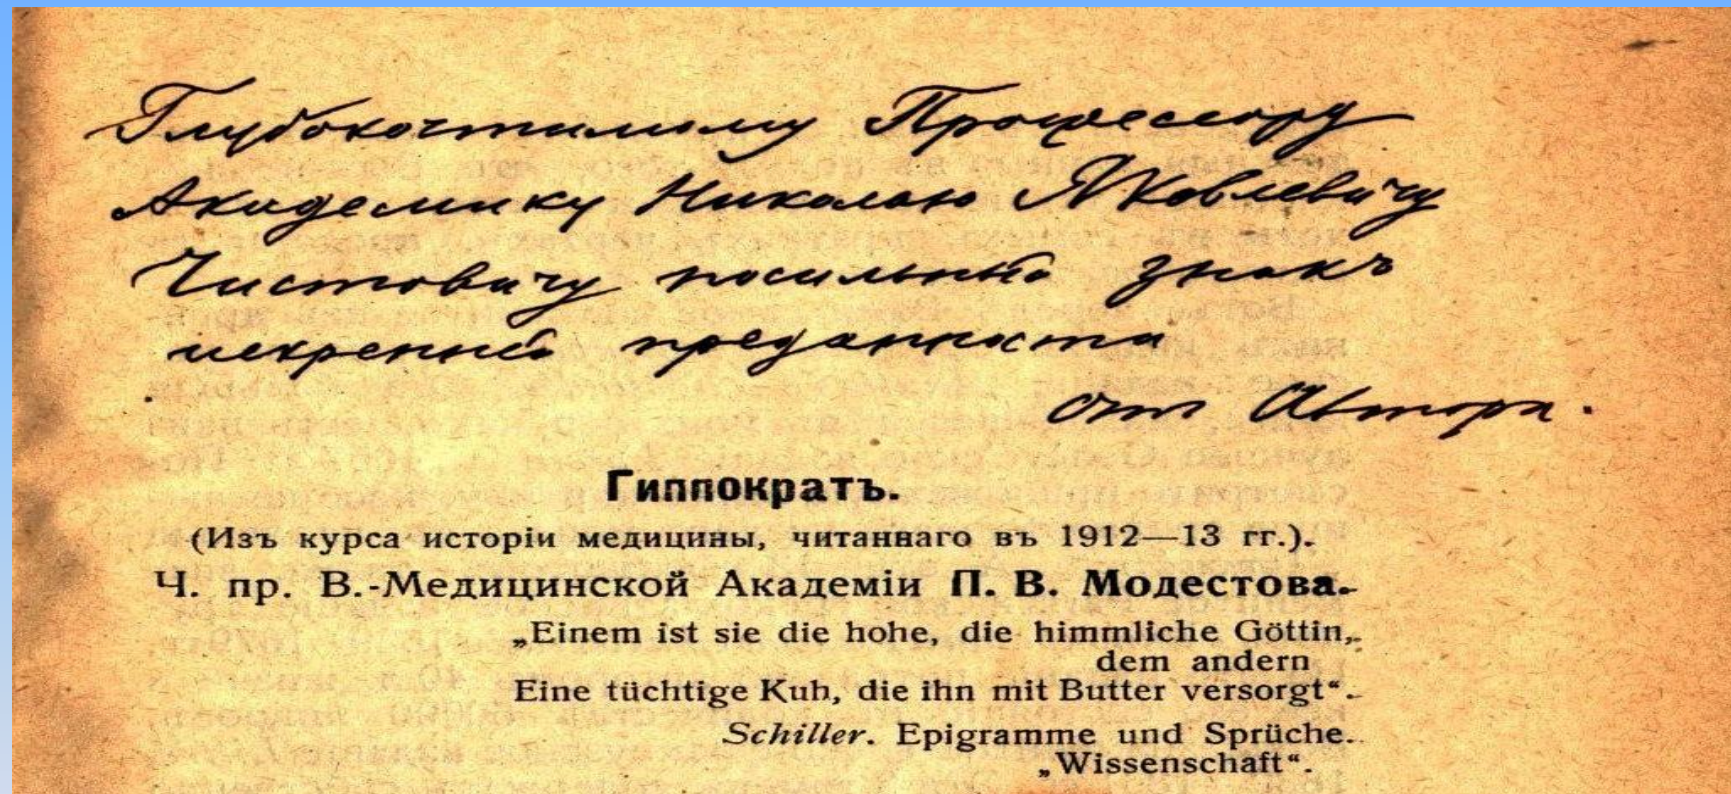 Глубокочтимому Профессору
Академику Николаю Яковлевичу
Чистовичу посильный знакъ
искренней преданности
отъ Автора.
Гиппократъ.
(Изъ курса исторіи медицины, читаннаго въ 1912—13 гг.).
Ч. пр. В.-Медицинской Академіи П. В. Модестова.
„Einem ist sie die hohe, die himmliche Göttin,
dem andern
Eine tüchtige Kuh, die ihn mit Butter versorgt“.
Schiller. Epigramme und Sprüche.
„Wissenschaft“.